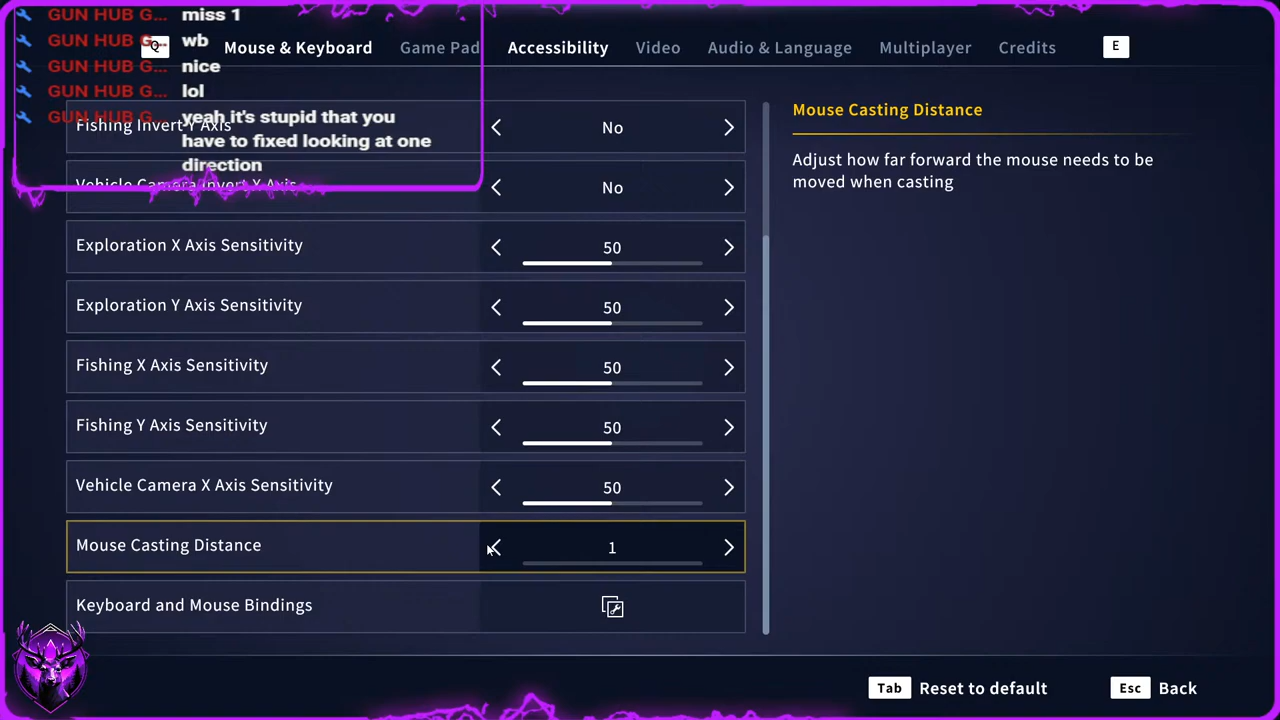 GUN HUB G... miss 1
GUN HUB G... wb
GUN HUB G... nice
GUN HUB G... lol
GUN HUB G... yeah it's stupid that you
have to fixed looking at one
direction
Q Mouse & Keyboard Game Pad Accessibility Video Audio & Language Multiplayer Credits E
Fishing Invert Y Axis No
Vehicle Camera Invert X Axis No
Exploration X Axis Sensitivity 50
Exploration Y Axis Sensitivity 50
Fishing X Axis Sensitivity 50
Fishing Y Axis Sensitivity 50
Vehicle Camera X Axis Sensitivity 50
Mouse Casting Distance 1
Keyboard and Mouse Bindings
Mouse Casting Distance
Adjust how far forward the mouse needs to be
moved when casting
Tab Reset to default Esc Back